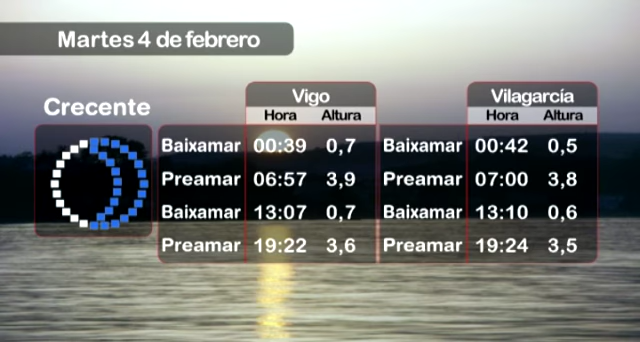 Martes 4 de febrero
Crecente
Vigo
Hora Altura
Baixamar 00:39 0,7
Preamar 06:57 3,9
Baixamar 13:07 0,7
Preamar 19:22 3,6
Vilagarcía
Hora Altura
Baixamar 00:42 0,5
Preamar 07:00 3,8
Baixamar 13:10 0,6
Preamar 19:24 3,5